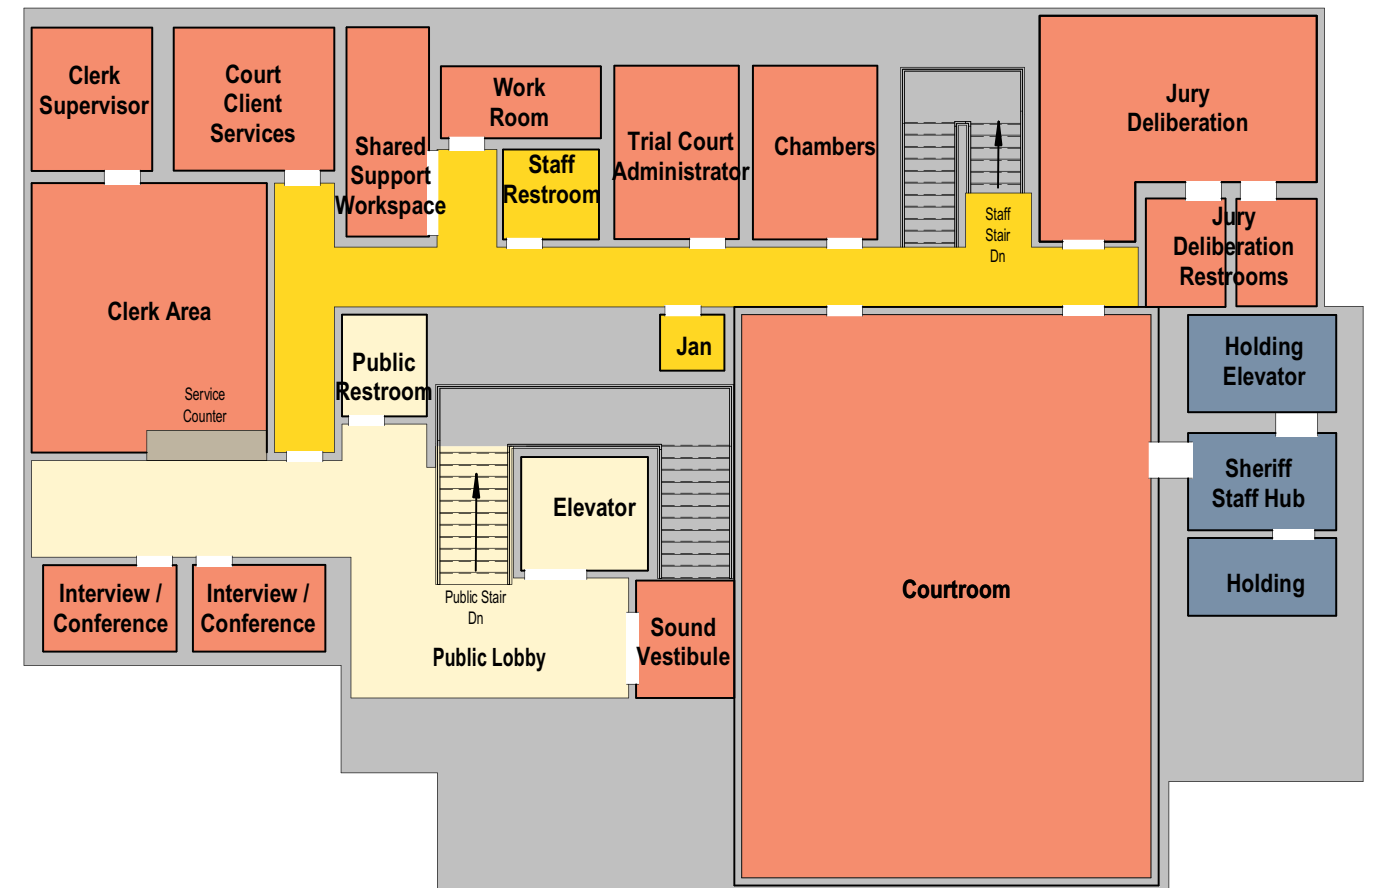 Clerk
Supervisor
Court
Client
Services
Shared
Support
Workspace
Work
Room
Staff
Restroom
Trial Court
Administrator
Chambers
Staff
Stair
Dn
Jury
Deliberation
Jury
Deliberation
Restrooms
Clerk Area
Service
Counter
Public
Restroom
Jan
Holding
Elevator
Elevator
Sheriff
Staff Hub
Holding
Courtroom
Interview /
Conference
Interview /
Conference
Public Stair
Dn
Public Lobby
Sound
Vestibule